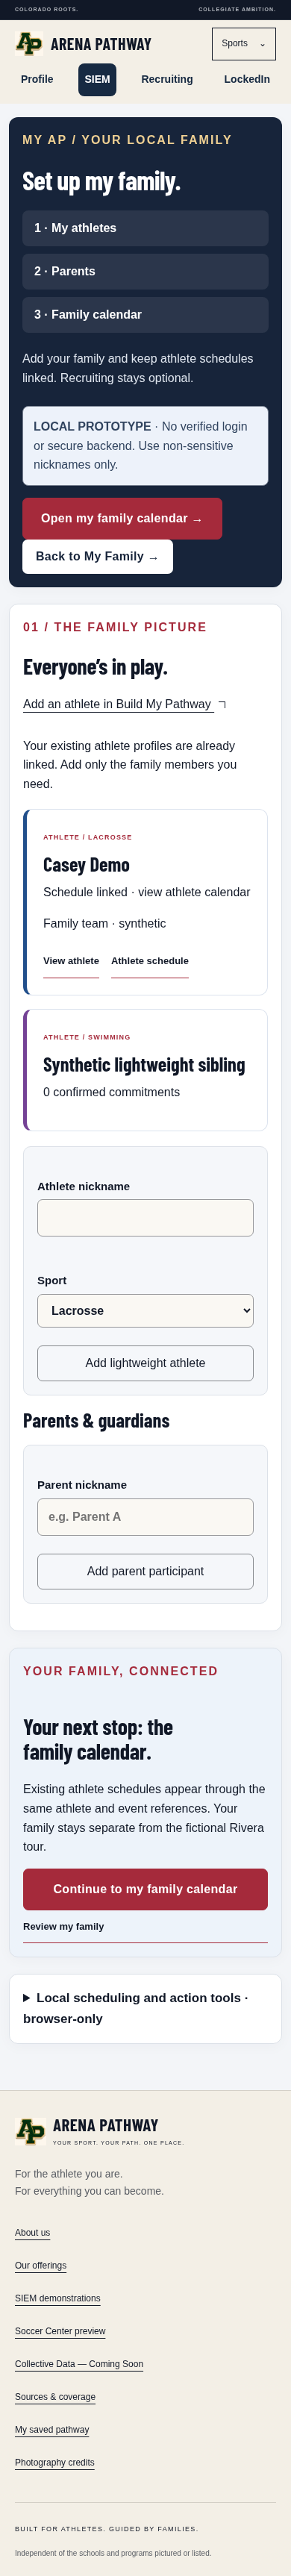 COLORADO ROOTS. COLLEGIATE AMBITION.
AP ARENA PATHWAY Sports
Profile SIEM Recruiting LockedIn
MY AP / YOUR LOCAL FAMILY
Set up my family.
1 · My athletes
2 · Parents
3 · Family calendar
Add your family and keep athlete schedules
linked. Recruiting stays optional.
LOCAL PROTOTYPE · No verified login
or secure backend. Use non-sensitive
nicknames only.
Open my family calendar →
Back to My Family →
01 / THE FAMILY PICTURE
Everyone’s in play.
Add an athlete in Build My Pathway
Your existing athlete profiles are already
linked. Add only the family members you
need.
ATHLETE / LACROSSE
Casey Demo
Schedule linked · view athlete calendar
Family team · synthetic
View athlete Athlete schedule
ATHLETE / SWIMMING
Synthetic lightweight sibling
0 confirmed commitments
Athlete nickname
Sport
Lacrosse
Add lightweight athlete
Parents & guardians
Parent nickname
e.g. Parent A
Add parent participant
YOUR FAMILY, CONNECTED
Your next stop: the
family calendar.
Existing athlete schedules appear through the
same athlete and event references. Your
family stays separate from the fictional Rivera
tour.
Continue to my family calendar
Review my family
Local scheduling and action tools ·
browser-only
AP ARENA PATHWAY
YOUR SPORT. YOUR PATH. ONE PLACE.
For the athlete you are.
For everything you can become.
About us
Our offerings
SIEM demonstrations
Soccer Center preview
Collective Data — Coming Soon
Sources & coverage
My saved pathway
Photography credits
BUILT FOR ATHLETES. GUIDED BY FAMILIES.
Independent of the schools and programs pictured or listed.